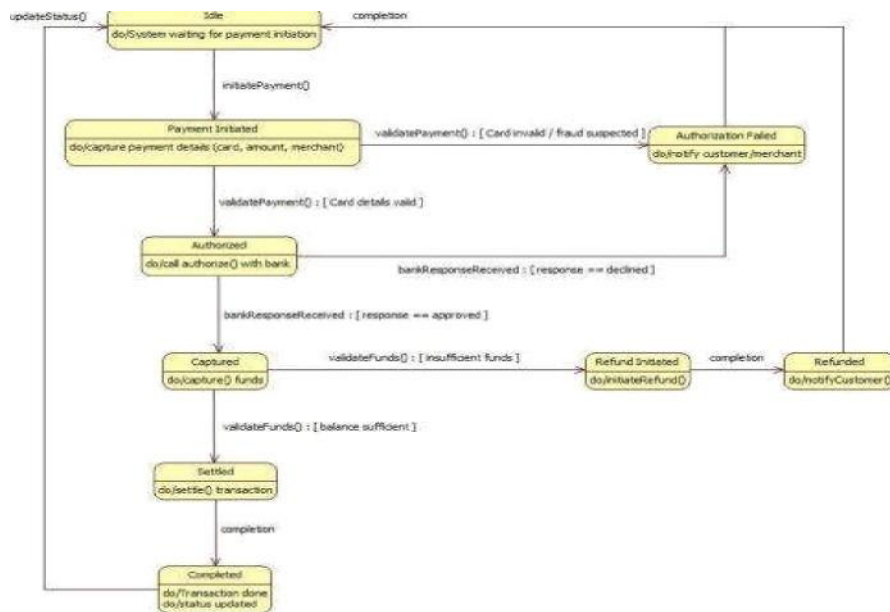 updateStatus()
Idle
completion
do/System waiting for payment initiation
initiatePayment()
Payment Initiated
do/capture payment details (card, amount, merchant)
validatePayment() : [ Card invalid / fraud suspected ]
Authorization Failed
do/notify customer/merchant
validatePayment() : [ Card details valid ]
Authorized
do/call authorize() with bank
bankResponseReceived : [ response == declined ]
bankResponseReceived : [ response == approved ]
Captured
do/capture() funds
validateFunds() : [ insufficient funds ]
Refund Initiated
do/initiateRefund()
completion
Refunded
do/notifyCustomer()
validateFunds() : [ balance sufficient ]
Settled
do/settle() transaction
completion
Completed
do/Transaction done
do/status updated